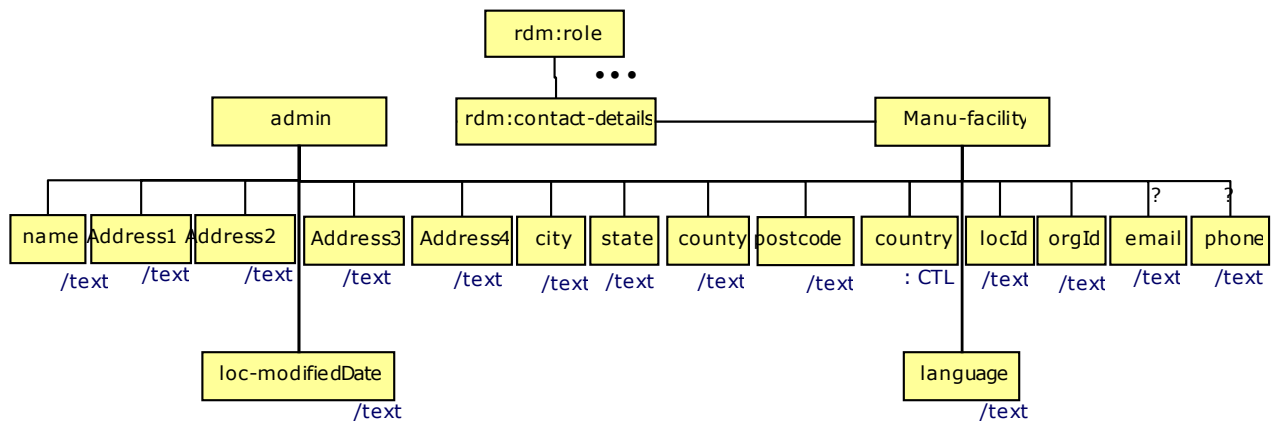 rdm:role
•••
admin
rdm:contact-details
Manu-facility
? ?
name Address1 Address2 Address3 Address4 city state county postcode country locId orgId email phone
/text /text /text /text /text /text /text /text /text : CTL /text /text /text /text
loc-modifiedDate
language
/text
/text